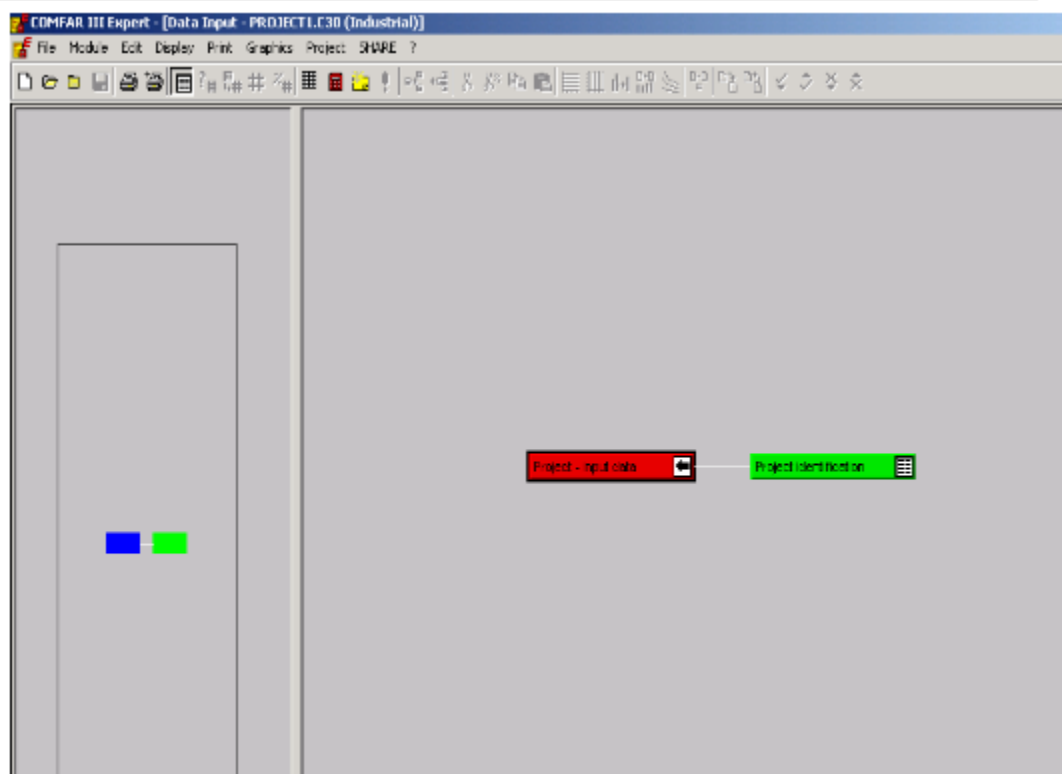 COMFAR III Expert - [Data Input - PROJECT1.C30 (Industrial)]
File Module Edit Display Print Graphics Project SHARE ?
Project - input data
Project identification